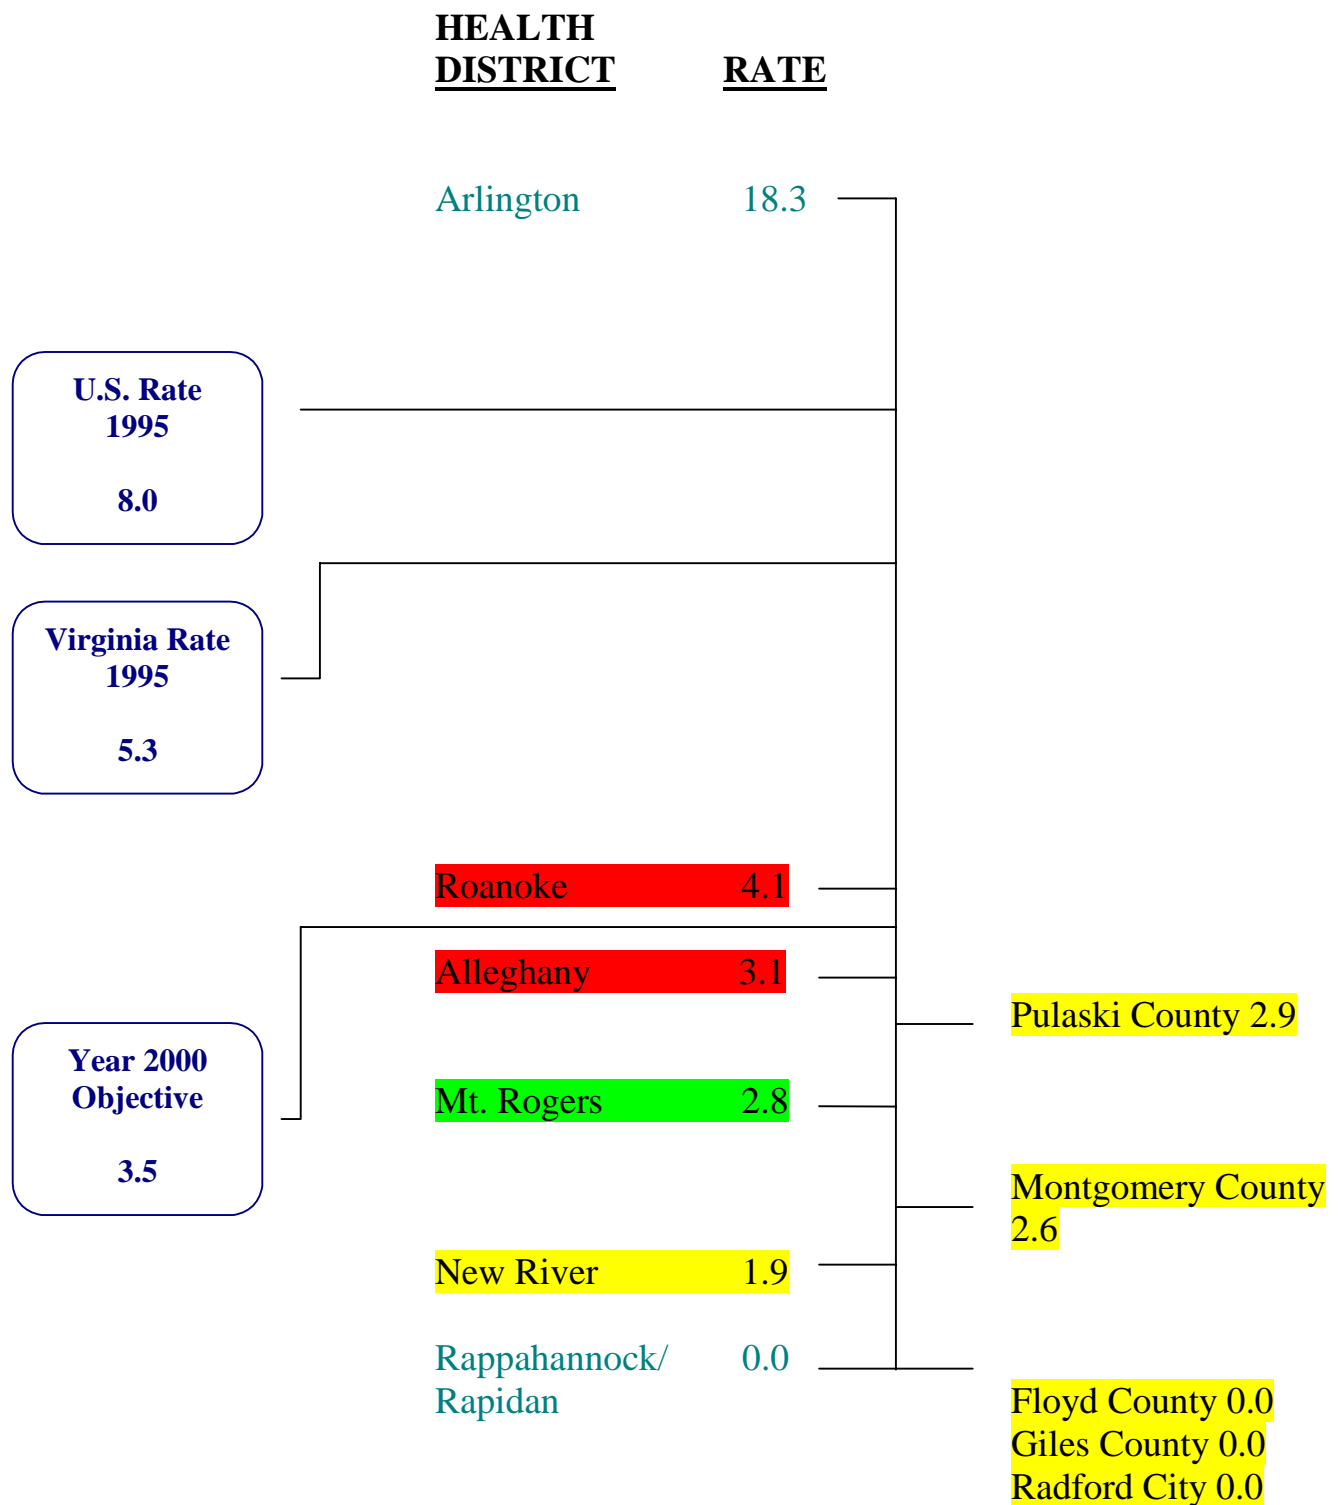 HEALTH
DISTRICT RATE
Arlington 18.3
U.S. Rate
1995
8.0
Virginia Rate
1995
5.3
Roanoke 4.1
Alleghany 3.1
Pulaski County 2.9
Year 2000
Objective
3.5
Mt. Rogers 2.8
Montgomery County
2.6
New River 1.9
Rappahannock/ 0.0
Rapidan
Floyd County 0.0
Giles County 0.0
Radford City 0.0